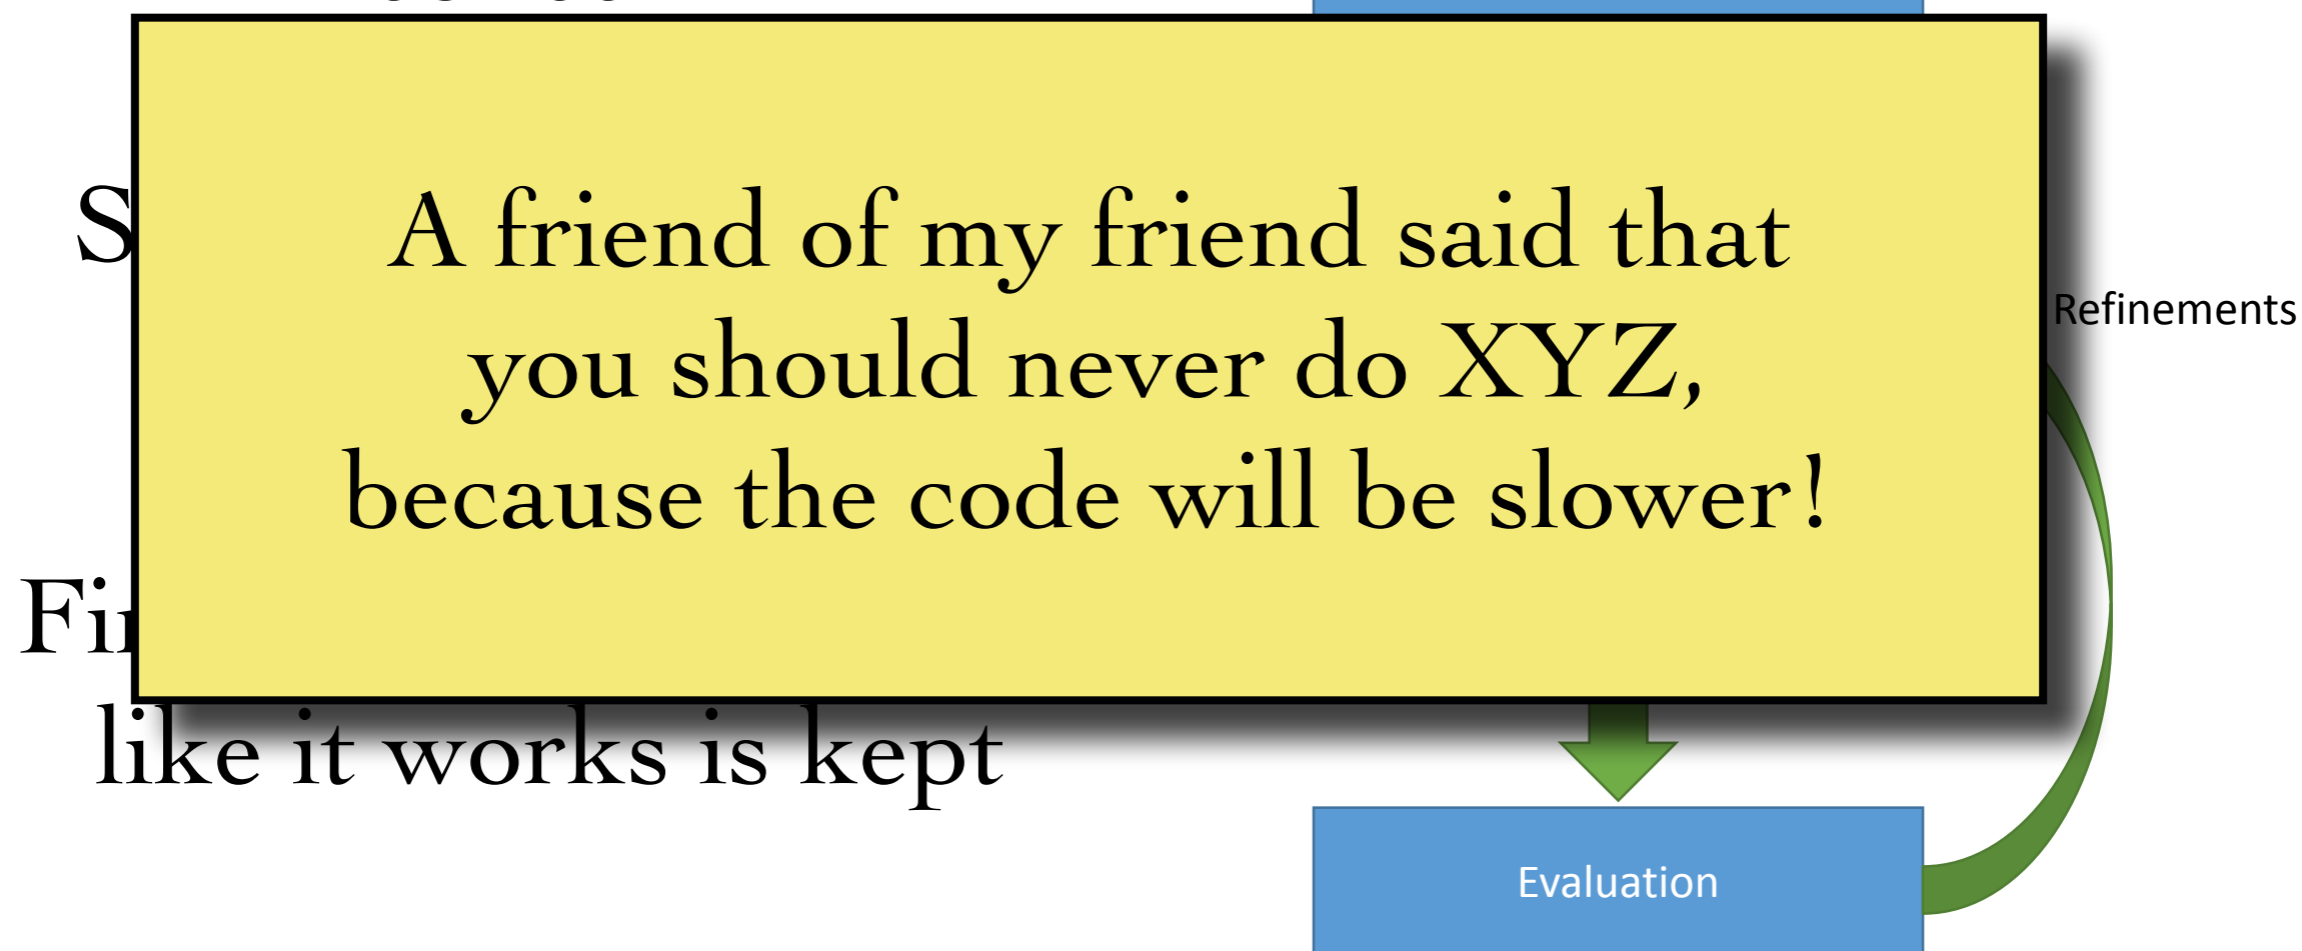 A friend of my friend said that
you should never do XYZ,
because the code will be slower!
Refinements
like it works is kept
Evaluation